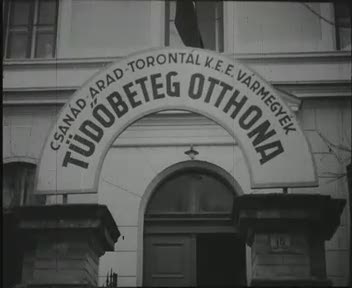 CSANÁD-ARAD-TORONTÁL K.E.E. VÁRMEGYÉK
TÜDŐBETEG OTTHONA